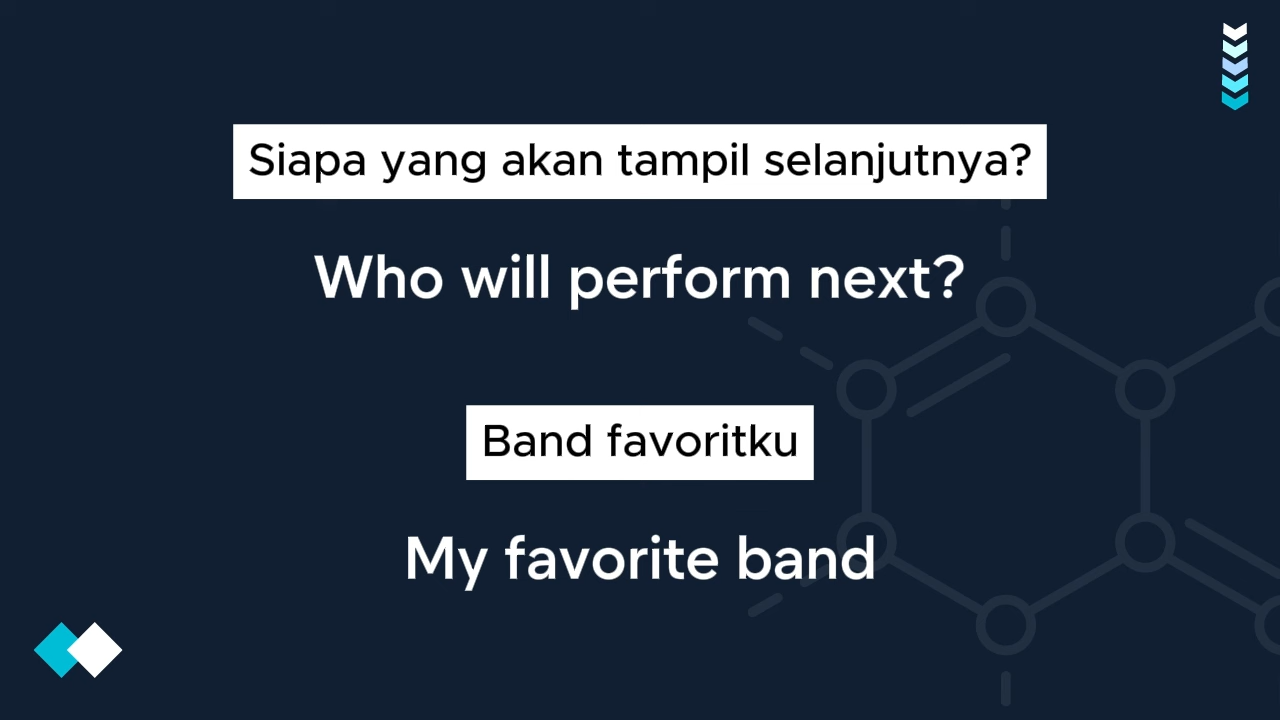 Siapa yang akan tampil selanjutnya?
Who will perform next?
Band favoritku
My favorite band